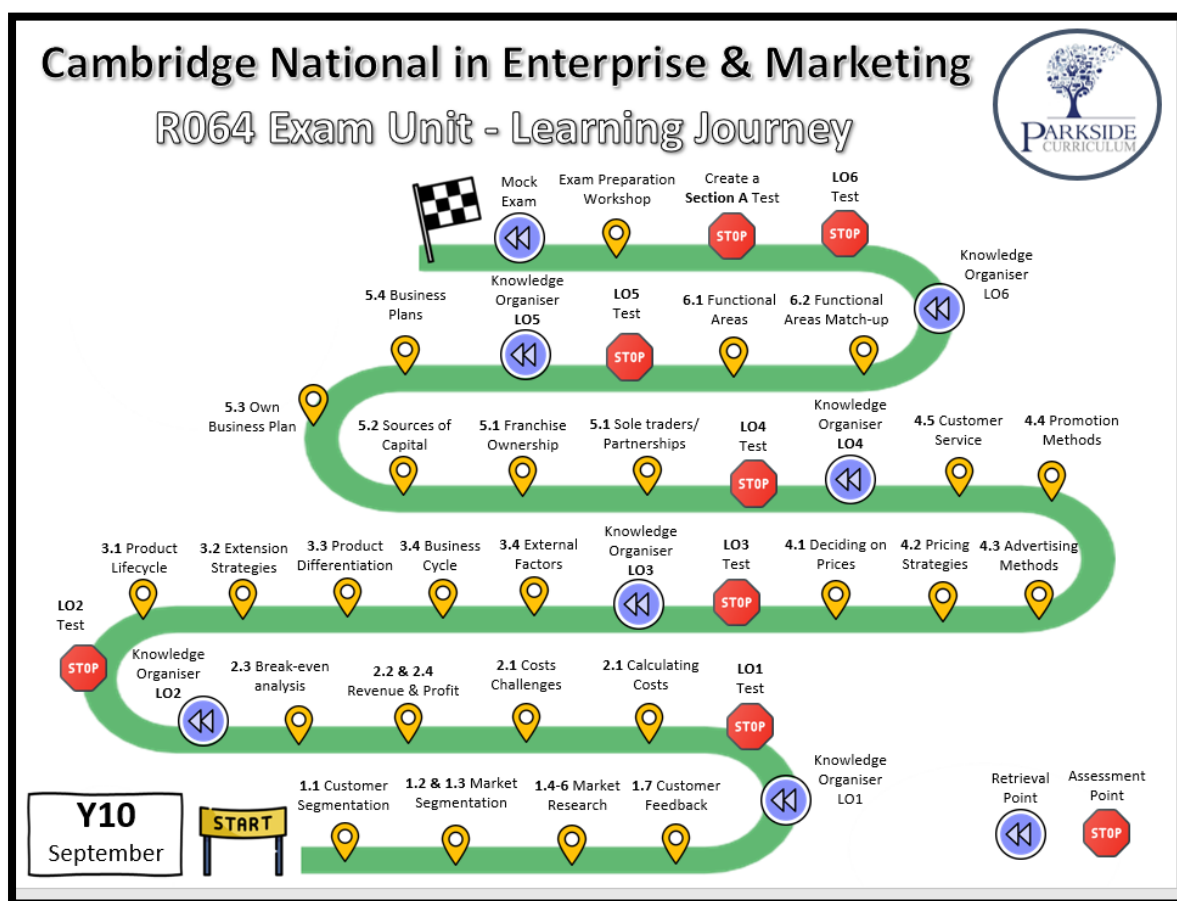 Cambridge National in Enterprise & Marketing
R064 Exam Unit - Learning Journey
PARKSIDE
CURRICULUM
Mock
Exam
Exam Preparation
Workshop
Create a
Section A Test
STOP
LO6
Test
STOP
Knowledge
Organiser
LO6
5.4 Business
Plans
Knowledge
Organiser
LO5
LO5
Test
STOP
6.1 Functional
Areas
6.2 Functional
Areas Match-up
5.3 Own
Business Plan
5.2 Sources of
Capital
5.1 Franchise
Ownership
5.1 Sole traders/
Partnerships
LO4
Test
STOP
Knowledge
Organiser
LO4
4.5 Customer
Service
4.4 Promotion
Methods
3.1 Product
Lifecycle
3.2 Extension
Strategies
3.3 Product
Differentiation
3.4 Business
Cycle
3.4 External
Factors
Knowledge
Organiser
LO3
LO3
Test
STOP
4.1 Deciding on
Prices
4.2 Pricing
Strategies
4.3 Advertising
Methods
LO2
Test
STOP
Knowledge
Organiser
LO2
2.3 Break-even
analysis
2.2 & 2.4
Revenue & Profit
2.1 Costs
Challenges
2.1 Calculating
Costs
LO1
Test
STOP
Knowledge
Organiser
LO1
Y10
September
START
1.1 Customer
Segmentation
1.2 & 1.3 Market
Segmentation
1.4-6 Market
Research
1.7 Customer
Feedback
Retrieval
Point
Assessment
Point
STOP